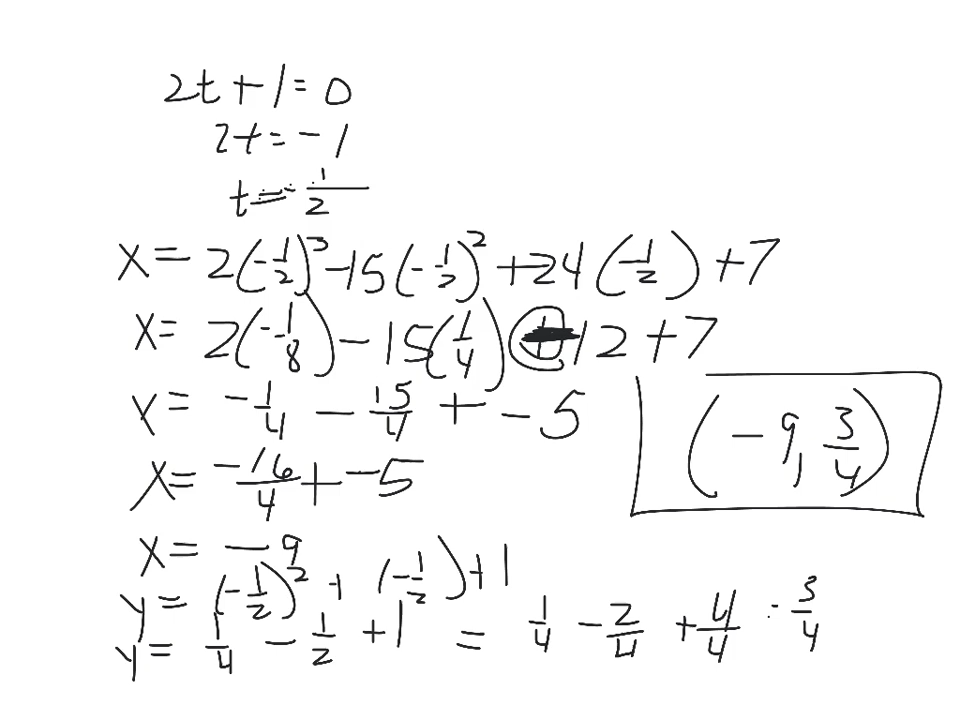 2t + 1 = 0
2t = -1
t = -1/2
x = 2(-1/2)^3 - 15(-1/2)^2 + 24(-1/2) + 7
x = 2(-1/8) - 15(1/4) - 12 + 7
x = -1/4 - 15/4 + -5
x = -16/4 + -5
x = -9
(-9, 3/4)
y = (-1/2)^2 + (-1/2) + 1
y = 1/4 - 1/2 + 1 = 1/4 - 2/4 + 4/4 = 3/4